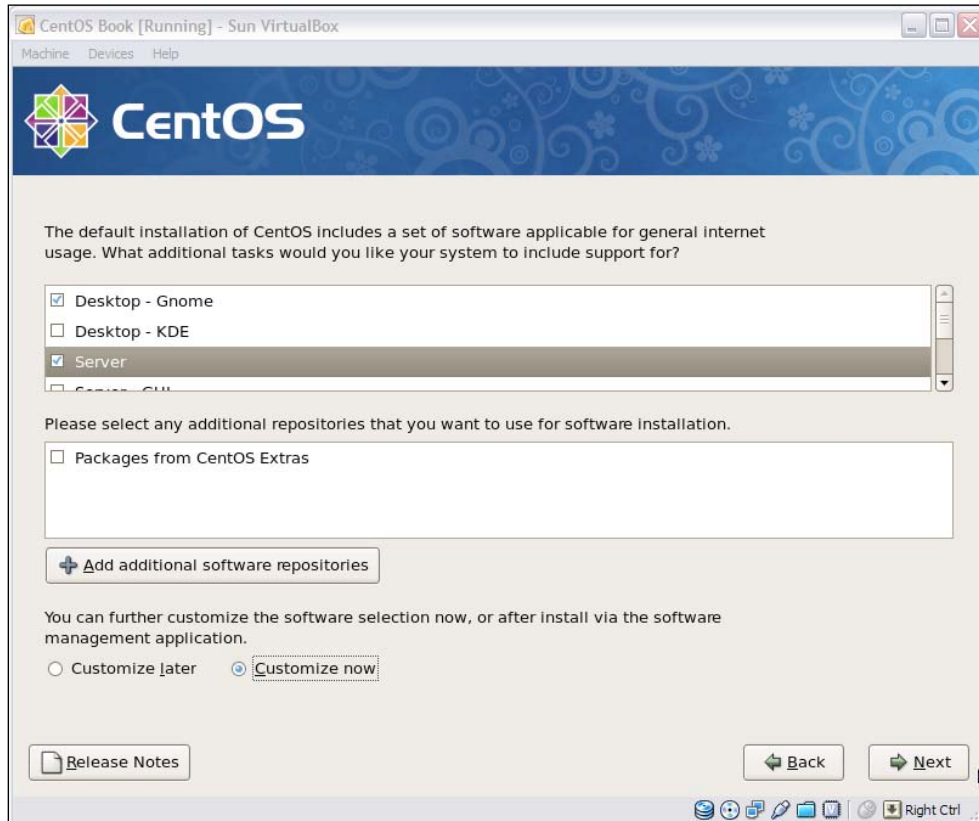 CentOS Book [Running] - Sun VirtualBox
Machine Devices Help
CentOS
The default installation of CentOS includes a set of software applicable for general internet
usage. What additional tasks would you like your system to include support for?
Desktop - Gnome
Desktop - KDE
Server
Server - GUI
Please select any additional repositories that you want to use for software installation.
Packages from CentOS Extras
Add additional software repositories
You can further customize the software selection now, or after install via the software
management application.
Customize later Customize now
Release Notes Back Next
Right Ctrl